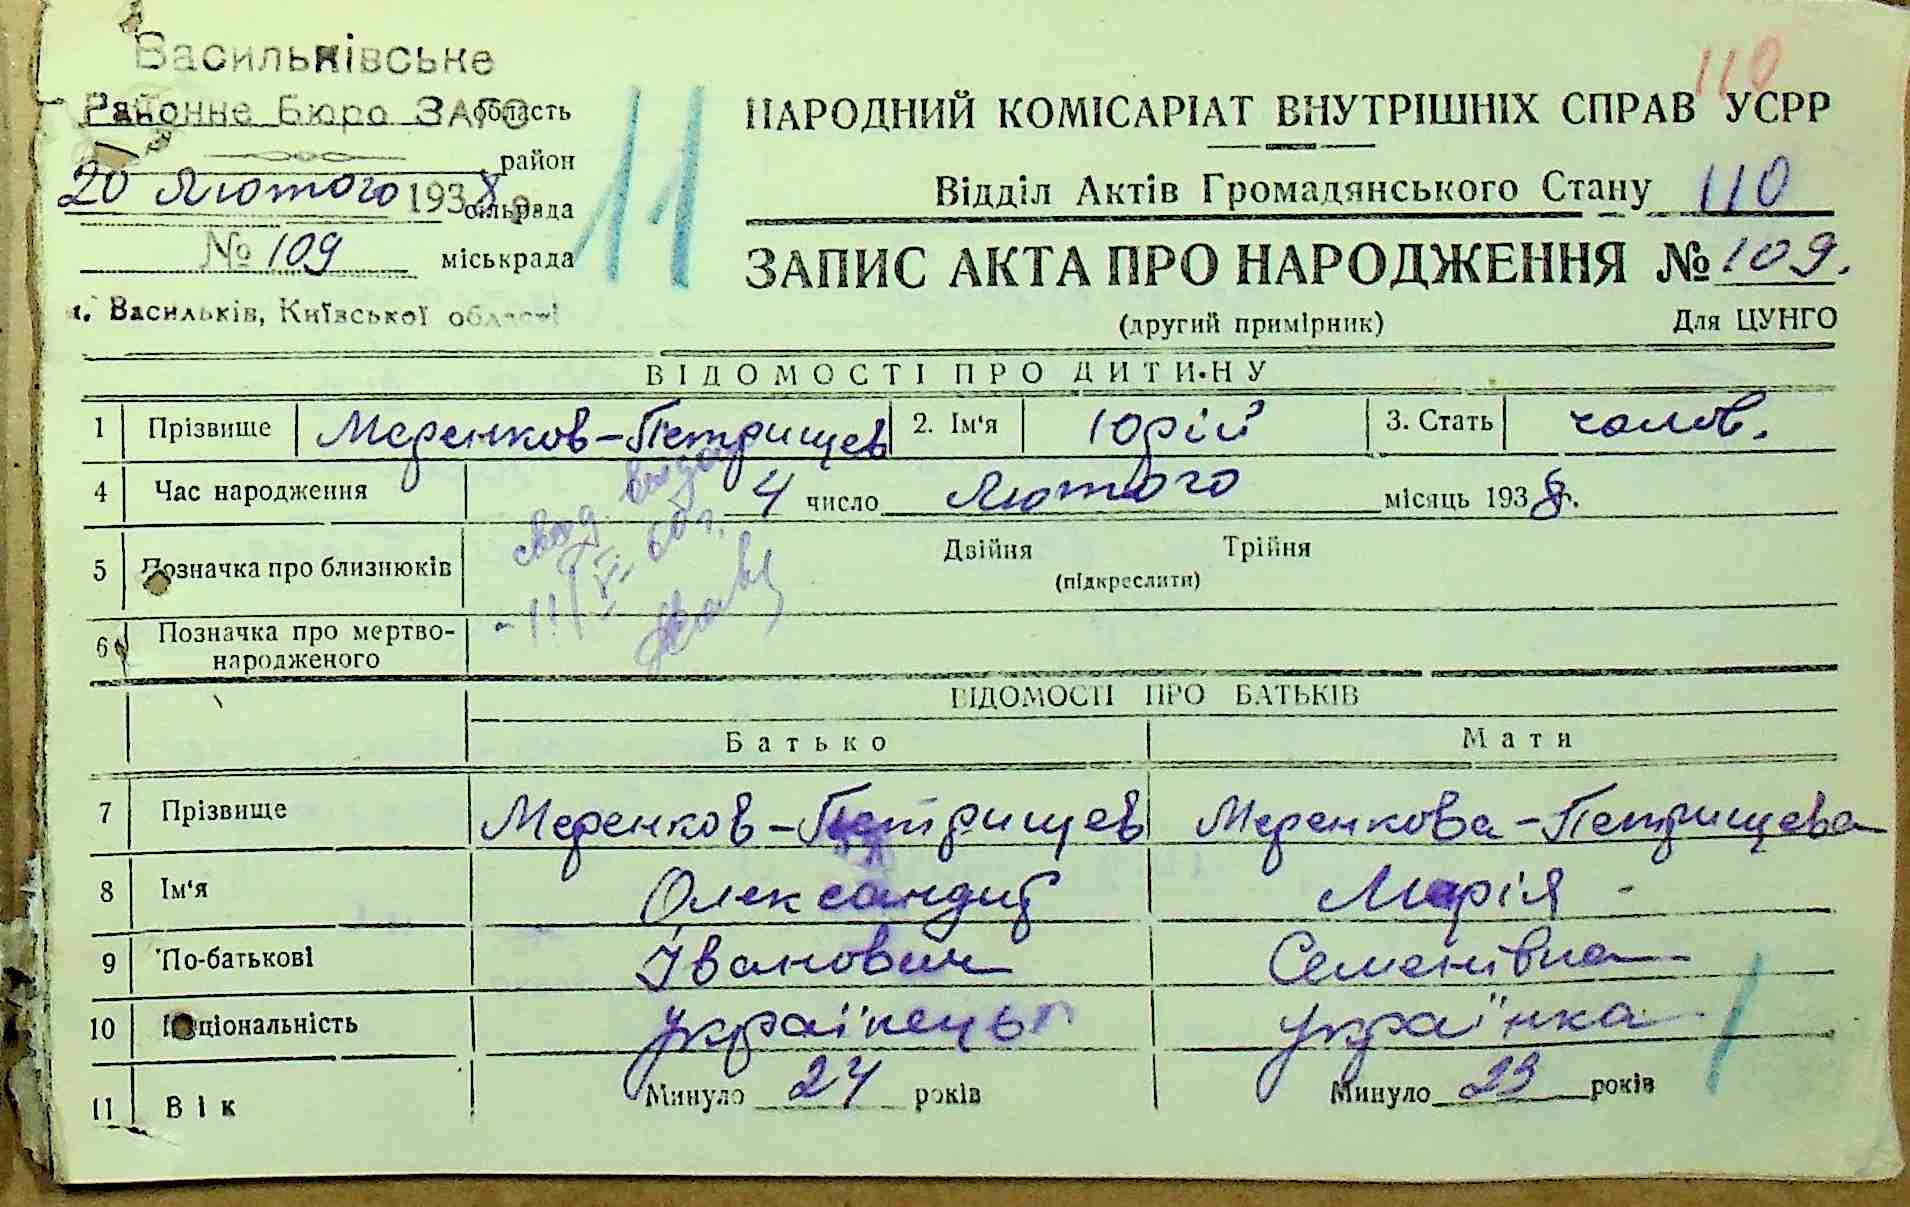 Васильківське
Районне Бюро ЗАГС область
район
20 Лютого 1938 р сільрада
№ 109 міськрада
м. Васильків, Київської області
11
110
НАРОДНИЙ КОМІСАРІАТ ВНУТРІШНІХ СПРАВ УСРР
Відділ Актів Громадянського Стану 110
ЗАПИС АКТА ПРО НАРОДЖЕННЯ № 109.
(другий примірник) Для ЦУНГО
ВІДОМОСТІ ПРО ДИТИНУ
1 Прізвище Меренков-Петрищев 2. Ім'я Юрій 3. Стать чолов.
4 Час народження 4 число Лютого місяць 1938 р.
5 Позначка про близнюків Двійня Трійня
(підкреслити)
видано
свид
-11/V-60 г.
6 Позначка про мертво-
народженого
ВІДОМОСТІ ПРО БАТЬКІВ
Батько Мати
7 Прізвище Меренков-Петрищев Меренкова-Петрищева
8 Ім'я Олександр Марія -
9 По-батькові Іванович Семенівна
10 Національність українець українка
11 Вік Минуло 24 років Минуло 23 років